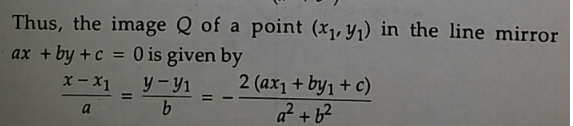 Thus, the image Q of a point (x₁, y₁) in the line mirror
ax + by + c = 0 is given by
(x − x₁)/a = (y − y₁)/b = − 2 (ax₁ + by₁ + c)/(a² + b²)